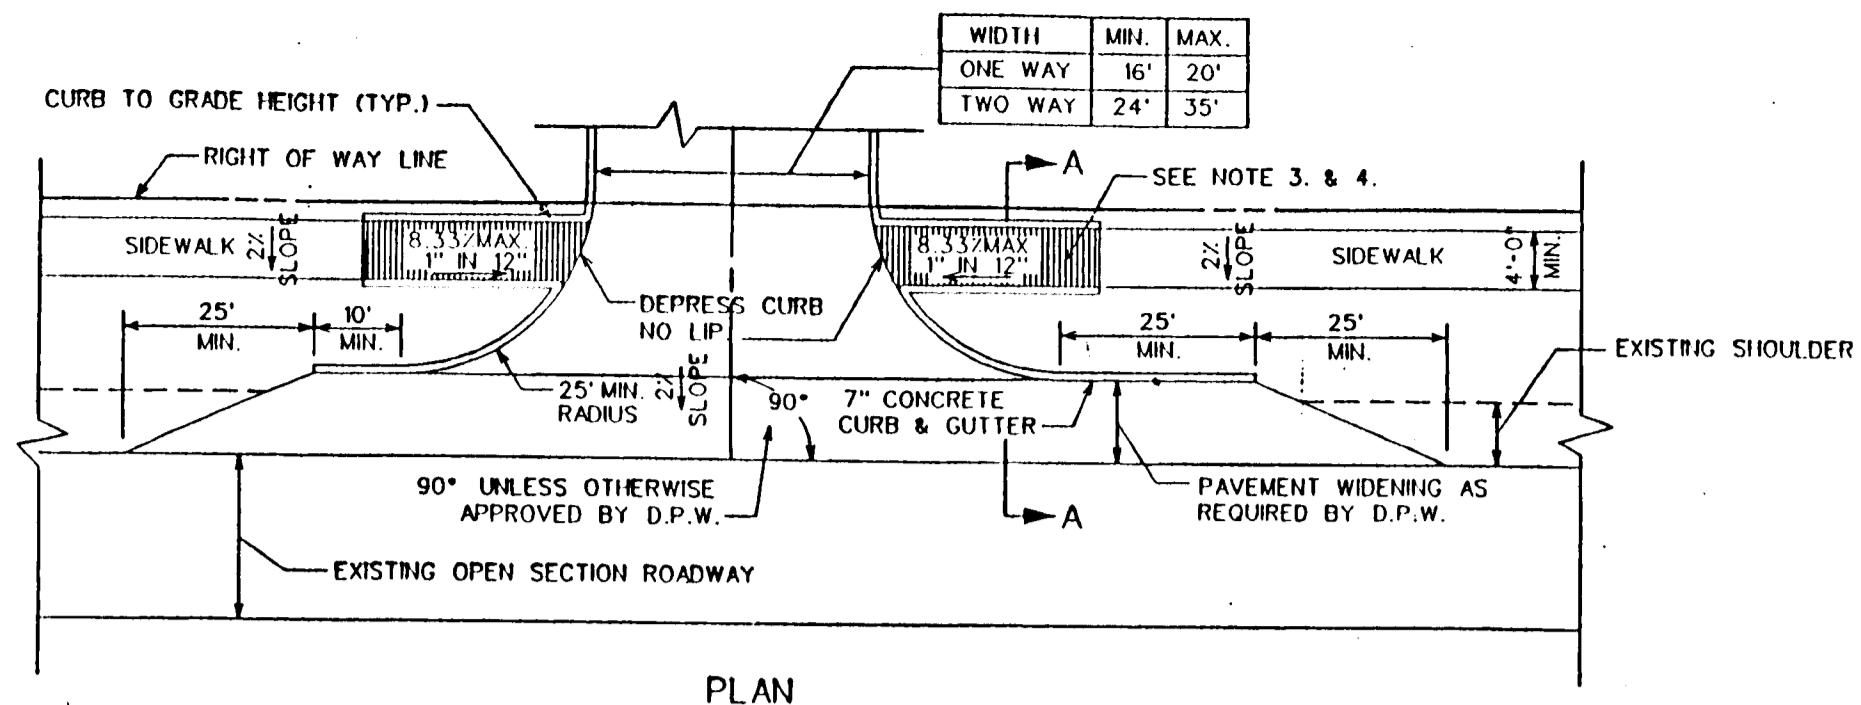 WIDTH MIN. MAX.
ONE WAY 16' 20'
TWO WAY 24' 35'
CURB TO GRADE HEIGHT (TYP.)
RIGHT OF WAY LINE
A
SEE NOTE 3. & 4.
SIDEWALK
2%
SLOPE
8.33%MAX.
1" IN 12"
8.33%MAX
1" IN 12"
2%
SLOPE
SIDEWALK
4'-0"
MIN.
DEPRESS CURB
NO LIP.
25'
MIN.
10'
MIN.
25'
MIN.
25'
MIN.
EXISTING SHOULDER
25' MIN.
RADIUS
2%
SLOPE
90°
7" CONCRETE
CURB & GUTTER
90° UNLESS OTHERWISE
APPROVED BY D.P.W.
A
PAVEMENT WIDENING AS
REQUIRED BY D.P.W.
EXISTING OPEN SECTION ROADWAY
PLAN